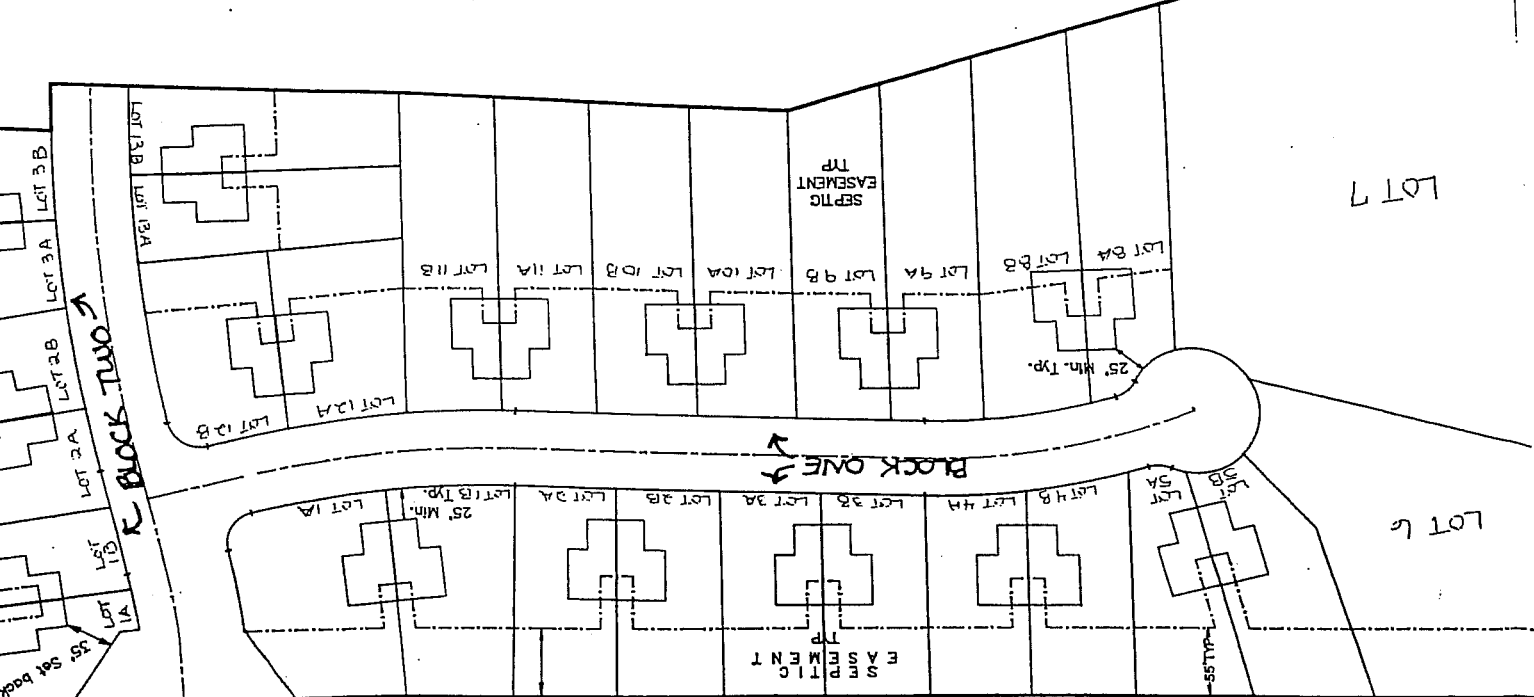 LOT 13B
LOT 13A
LOT 3B
LOT 3A
LOT 2B
LOT 2A
LOT
1B
LOT
1A
35' Set back
BLOCK TWO
SEPTIC
EASEMENT
TYP
LOT 7
LOT 8A
LOT 8B
LOT 9A
LOT 9B
LOT 10A
LOT 10B
LOT 11A
LOT 11B
25' Min. Typ.
LOT 12A
LOT 12B
BLOCK ONE
LOT 1A
LOT 1B
25' Min.
Typ.
LOT 2A
LOT 2B
LOT 3A
LOT 3B
LOT 4A
LOT 4B
LOT
5A
LOT
5B
LOT 6
SEPTIC
EASEMENT
TYP
55' TYP